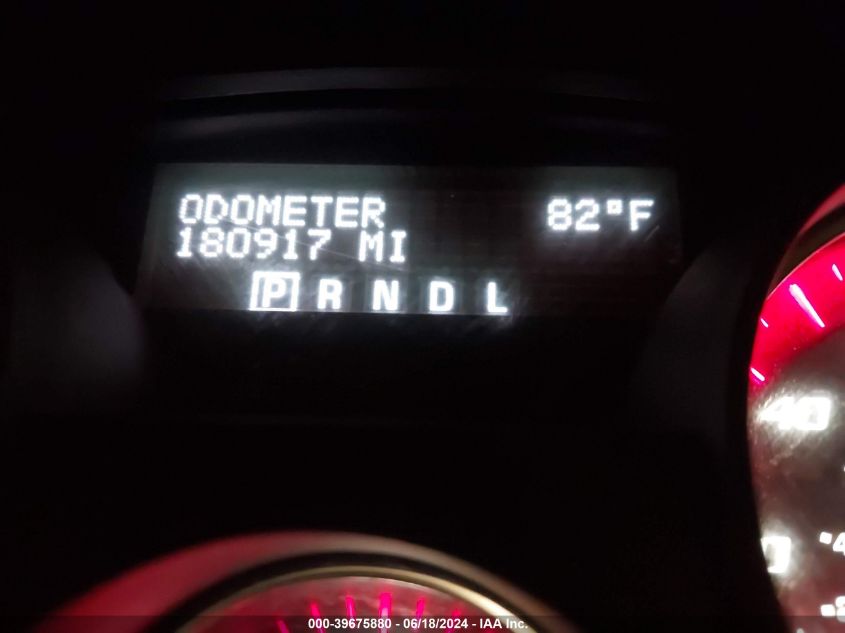 ODOMETER 82°F
180917 MI
P R N D L
40
000-39675880 - 06/18/2024 - IAA Inc.